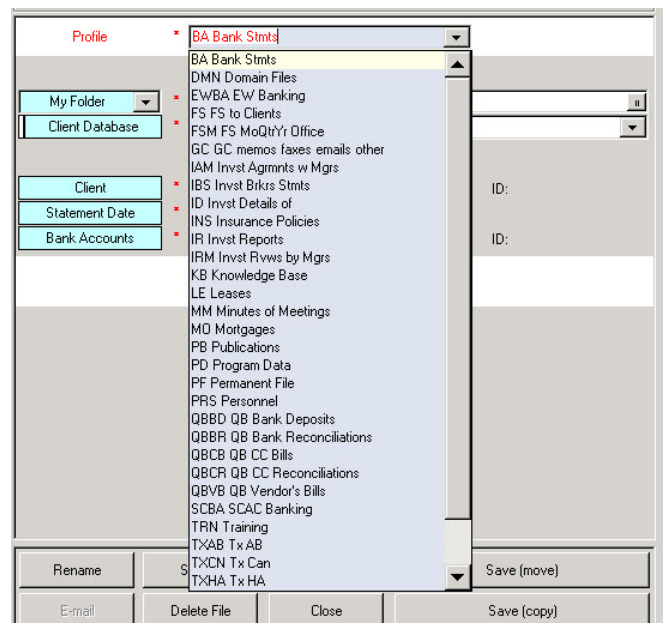 Profile * BA Bank Stmts
BA Bank Stmts
DMN Domain Files
My Folder * EWBA EW Banking
FS FS to Clients
Client Database * FSM FS MoQtrYr Office
GC GC memos faxes emails other
IAM Invst Agrmnts w Mgrs
Client * IBS Invst Brkrs Stmts ID:
ID Invst Details of
Statement Date *
INS Insurance Policies
Bank Accounts * IR Invst Reports ID:
IRM Invst Rvws by Mgrs
KB Knowledge Base
LE Leases
MM Minutes of Meetings
MO Mortgages
PB Publications
PD Program Data
PF Permanent File
PRS Personnel
QBBD QB Bank Deposits
QBBR QB Bank Reconciliations
QBCB QB CC Bills
QBCR QB CC Reconciliations
QBVB QB Vendor's Bills
SCBA SCAC Banking
TRN Training
TXAB Tx AB
Rename S TXCN Tx Can Save (move)
TXHA Tx HA
E-mail Delete File Close Save (copy)